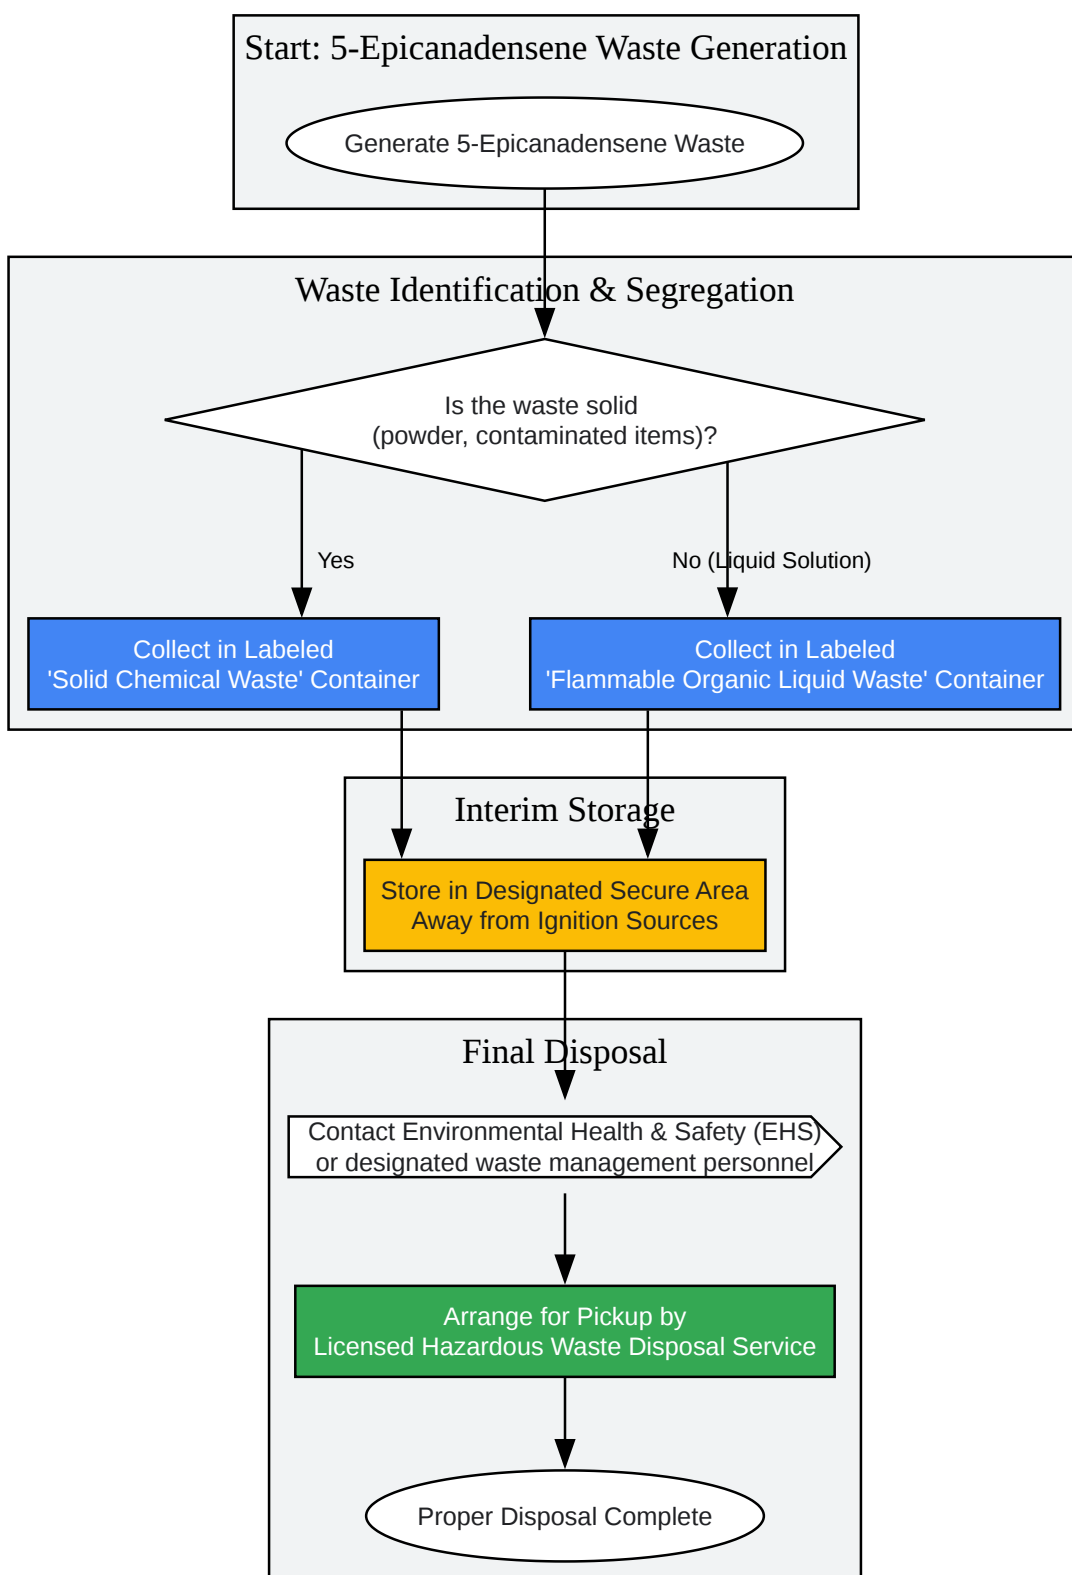 Start: 5-Epicanadensene Waste Generation
Generate 5-Epicanadensene Waste
Waste Identification & Segregation
Is the waste solid
(powder, contaminated items)?
Yes
No (Liquid Solution)
Collect in Labeled
'Solid Chemical Waste' Container
Collect in Labeled
'Flammable Organic Liquid Waste' Container
Interim Storage
Store in Designated Secure Area
Away from Ignition Sources
Final Disposal
Contact Environmental Health & Safety (EHS)
or designated waste management personnel
Arrange for Pickup by
Licensed Hazardous Waste Disposal Service
Proper Disposal Complete